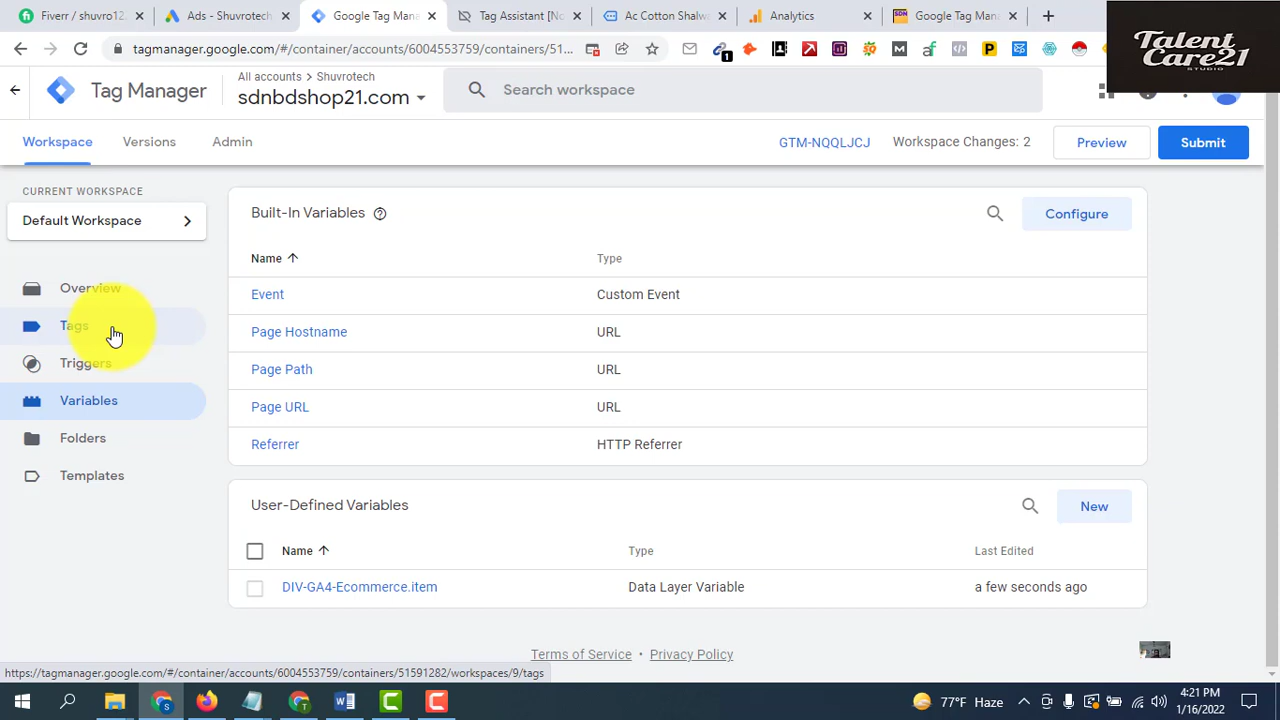 Fiverr / shuvro12
Ads - Shuvrotech
Google Tag Mana
Tag Assistant [No
As Cotton Shalw
Analytics
Google Tag Mana
tagmanager.google.com/#/container/accounts/6004553759/containers/51...
Talent
Care21
STUDIO
Tag Manager
All accounts > Shuvrotech
sdnbdshop21.com
Search workspace
Workspace
Versions
Admin
GTM-NQQLJCJ
Workspace Changes: 2
Preview
Submit
CURRENT WORKSPACE
Default Workspace
Overview
Tags
Triggers
Variables
Folders
Templates
Built-In Variables
Configure
Name Type
Event Custom Event
Page Hostname URL
Page Path URL
Page URL URL
Referrer HTTP Referrer
User-Defined Variables
New
Name Type Last Edited
DIV-GA4-Ecommerce.item Data Layer Variable a few seconds ago
Terms of Service • Privacy Policy
https://tagmanager.google.com/#/container/accounts/6004553759/containers/51591282/workspaces/9/tags
77°F Haze
4:21 PM
1/16/2022